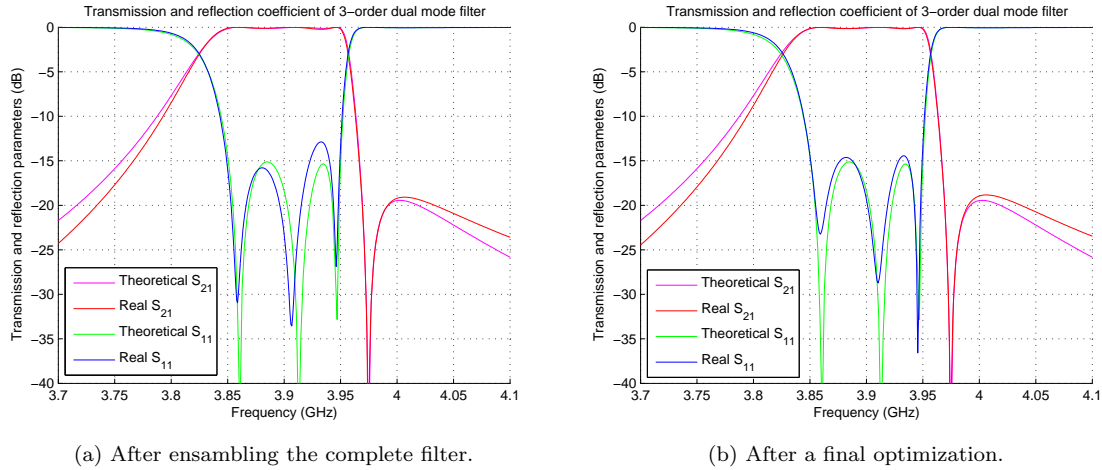 Transmission and reflection coefficient of 3−order dual mode filter
0
−5
−10
−15
−20
−25
−30
−35
−40
Transmission and reflection parameters (dB)
3.7
3.75
3.8
3.85
3.9
3.95
4
4.05
4.1
Frequency (GHz)
Theoretical S21
Real S21
Theoretical S11
Real S11
(a) After ensambling the complete filter.
Transmission and reflection coefficient of 3−order dual mode filter
0
−5
−10
−15
−20
−25
−30
−35
−40
Transmission and reflection parameters (dB)
3.7
3.75
3.8
3.85
3.9
3.95
4
4.05
4.1
Frequency (GHz)
Theoretical S21
Real S21
Theoretical S11
Real S11
(b) After a final optimization.